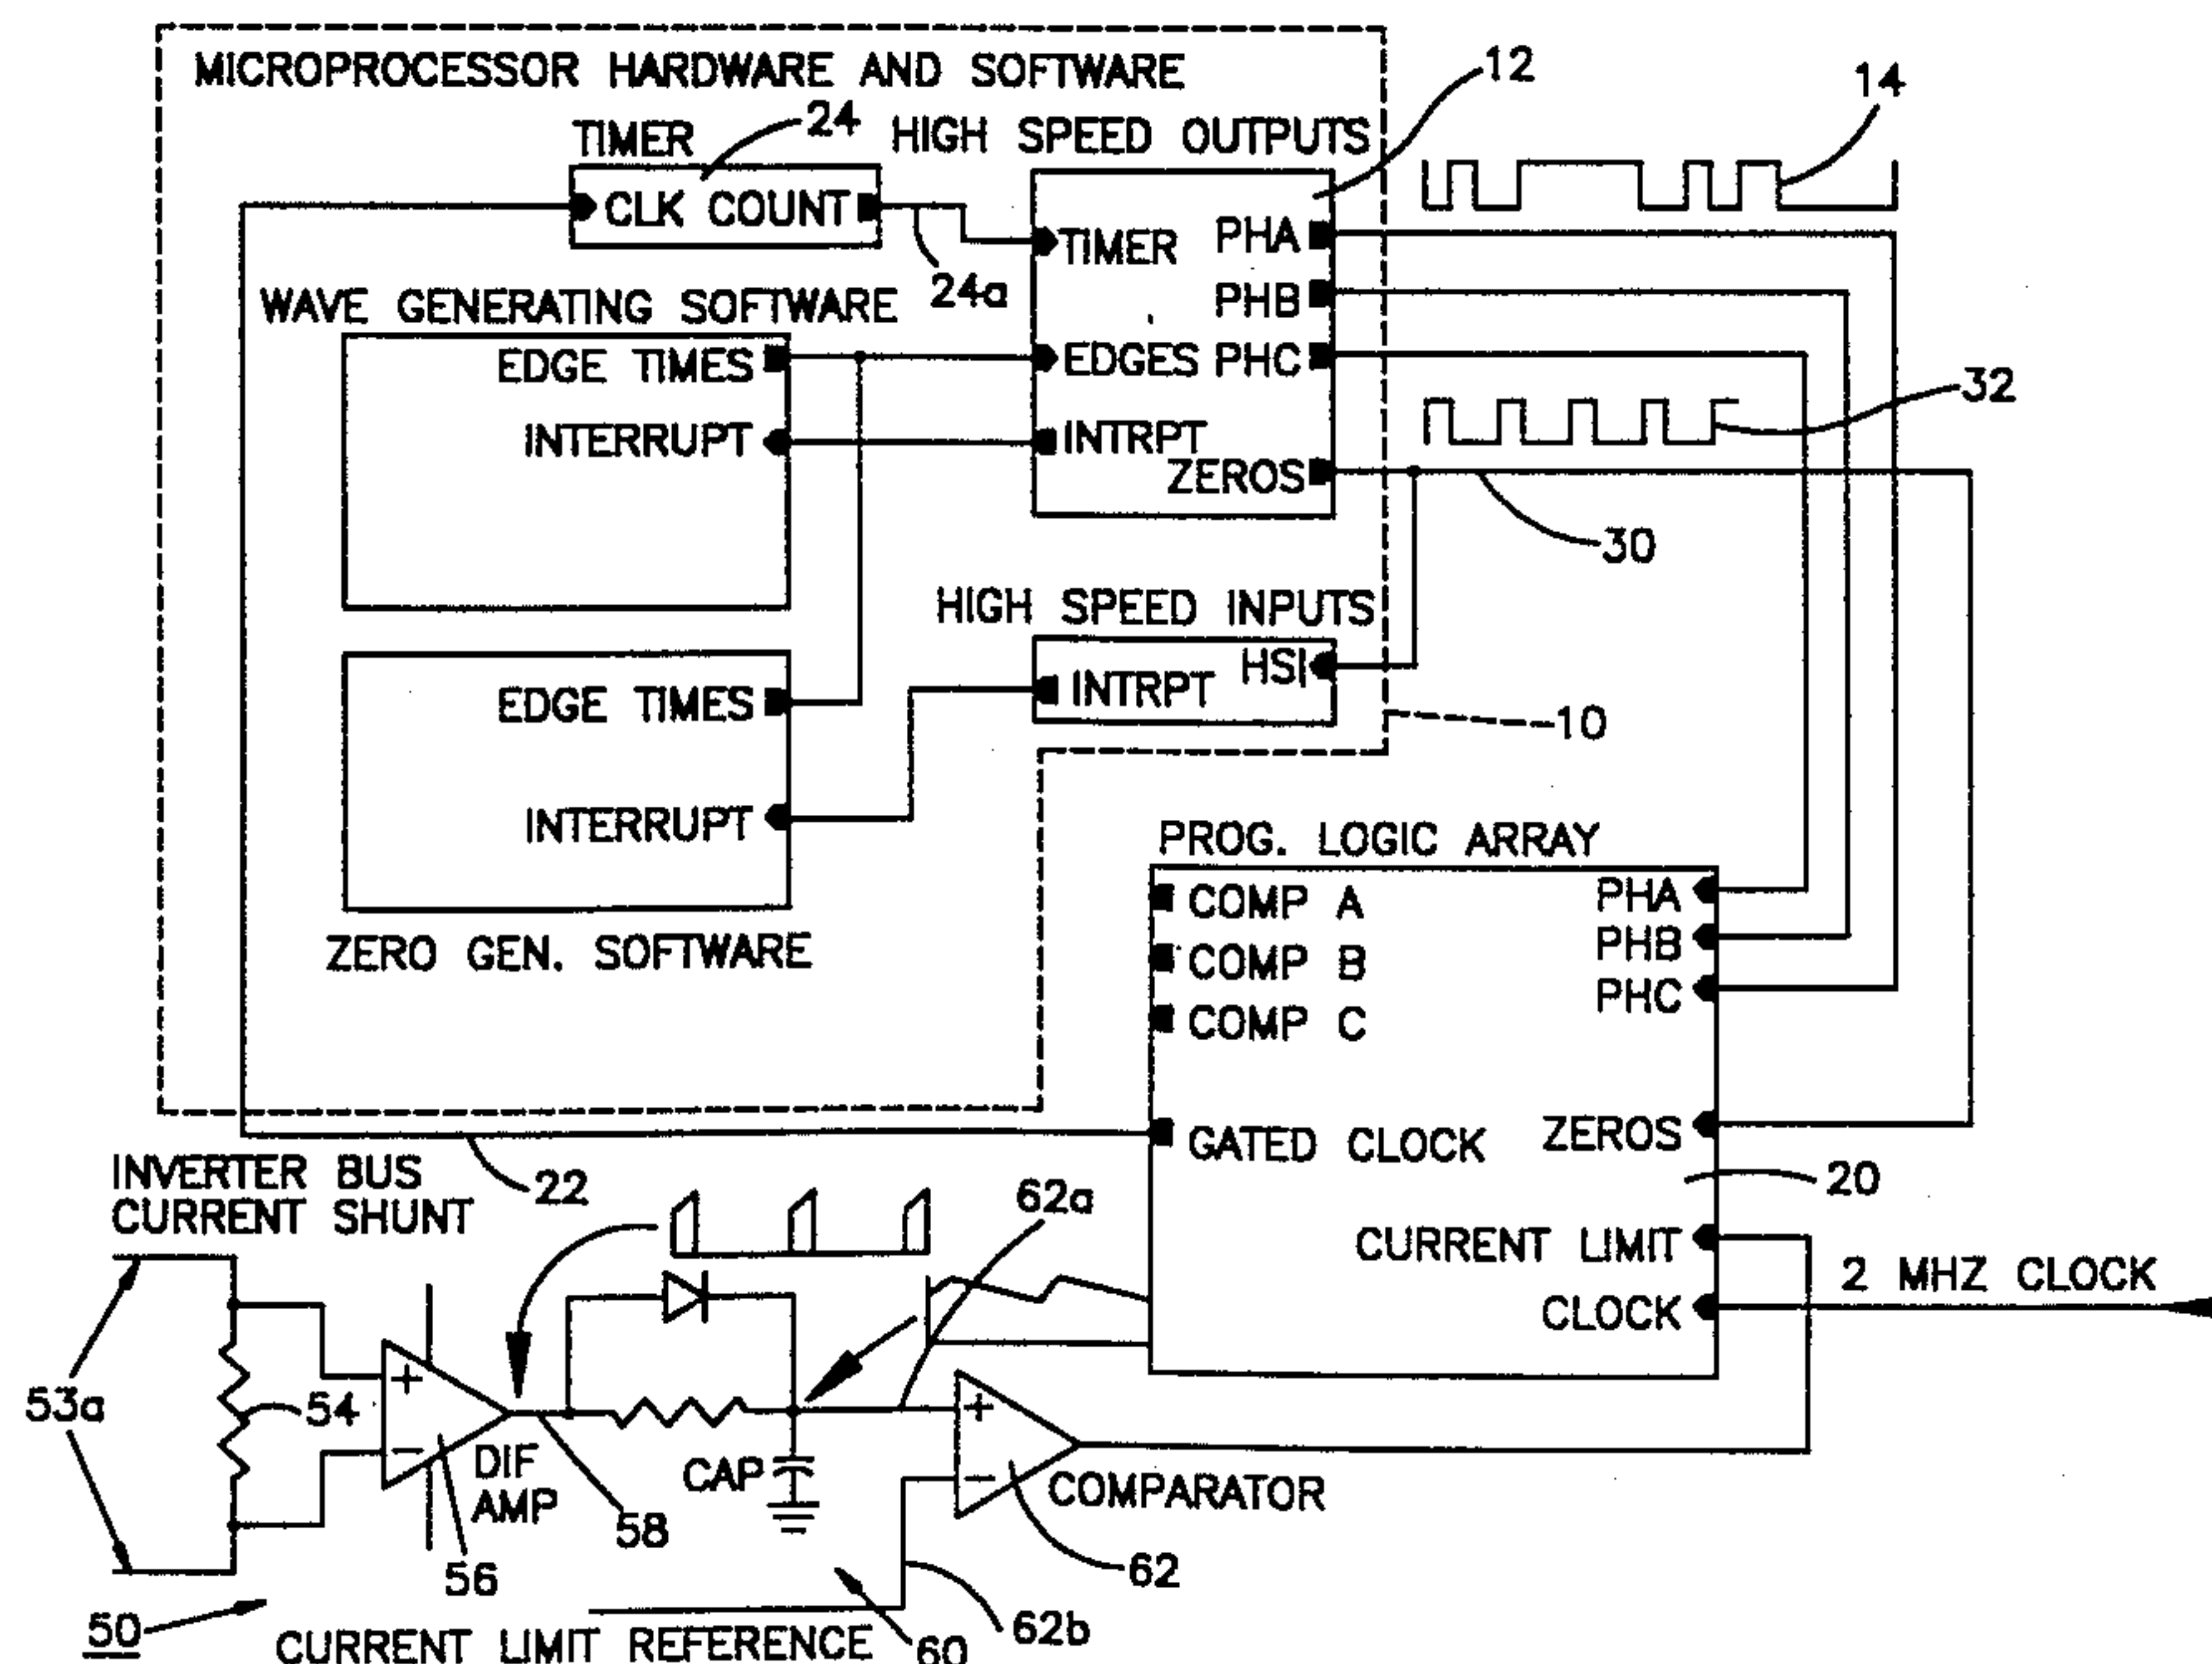 MICROPROCESSOR HARDWARE AND SOFTWARE
12
14
TIMER
24
HIGH SPEED OUTPUTS
CLK COUNT
24a
TIMER
PHA
PHB
EDGES PHC
INTRPT
ZEROS
WAVE GENERATING SOFTWARE
EDGE TIMES
INTERRUPT
32
30
HIGH SPEED INPUTS
HSI
INTRPT
10
EDGE TIMES
INTERRUPT
ZERO GEN. SOFTWARE
PROG. LOGIC ARRAY
COMP A
COMP B
COMP C
PHA
PHB
PHC
GATED CLOCK
ZEROS
20
CURRENT LIMIT
CLOCK
2 MHZ CLOCK
INVERTER BUS
CURRENT SHUNT
22
62a
53a
54
+
−
DIF
AMP
56
58
CAP
+
−
COMPARATOR
62
62b
60
50
CURRENT LIMIT REFERENCE